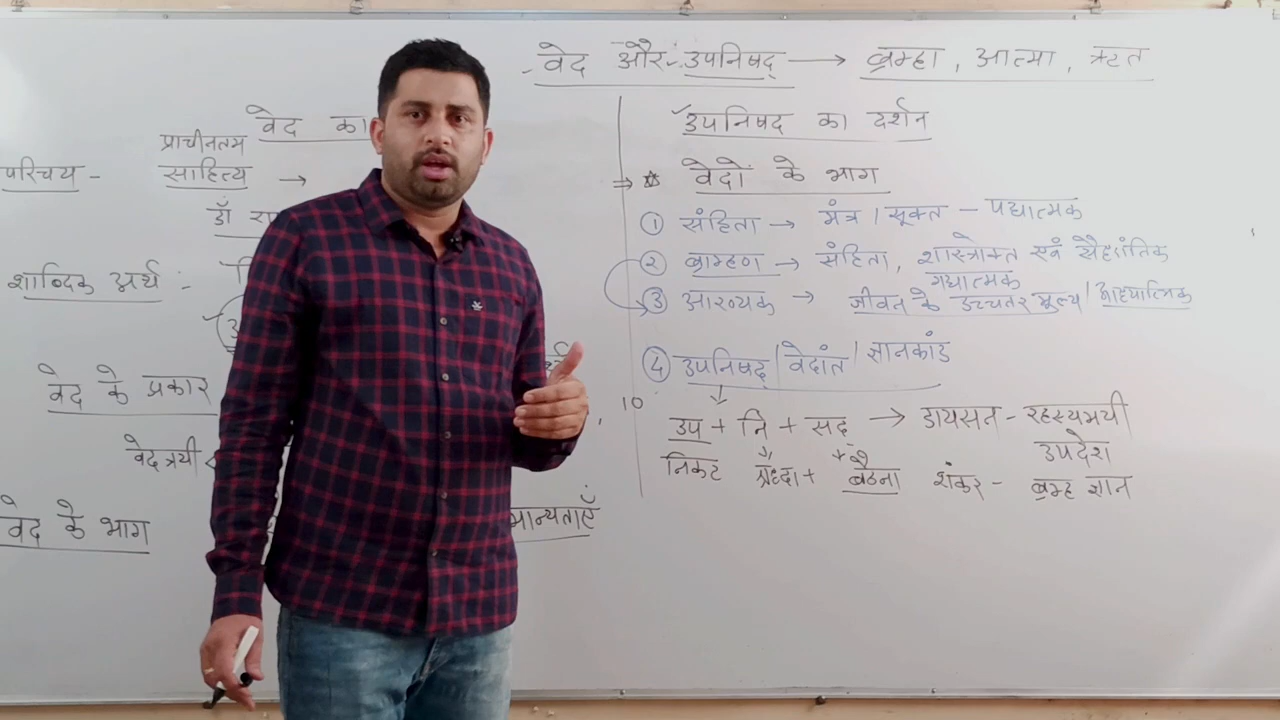 वेद और उपनिषद् → ब्रम्हा, आत्मा, ऋत
वेद का
प्राचीनतम
परिचय - साहित्य →
डॉ
शाब्दिक अर्थ :-
वेद के प्रकार
वेदत्रयी
वेद के भाग
मान्यताएँ
उपनिषद का दर्शन
⇒ वेदों के भाग
① संहिता → मंत्र / सूक्त - पद्यात्मक
② ब्राम्हण → संहिता, शास्त्रोक्त एवं सैद्धांतिक
गद्यात्मक
③ आरण्यक → जीवन के उच्चतर मूल्य / आध्यात्मिक
④ उपनिषद् / वेदांत / ज्ञानकांड
10
उप + नि + सद् → डायसन - रहस्यमयी
उपदेश
निकट श्रध्दा + बैठना शंकर - ब्रम्ह ज्ञान